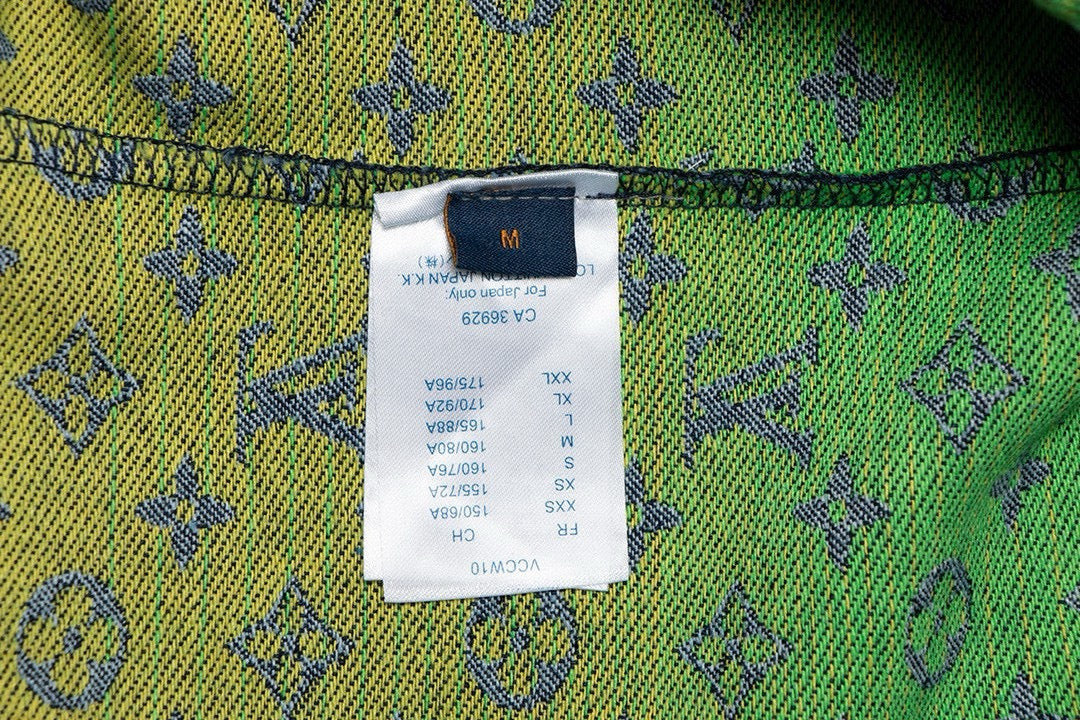 M
VCCW10
FR CH
XXS 150/68A
XS 155/72A
S 160/76A
M 160/80A
L 165/88A
XL 170/92A
XXL 175/96A
CA 36929
For Japan only:
JAPAN K.K.
(株)